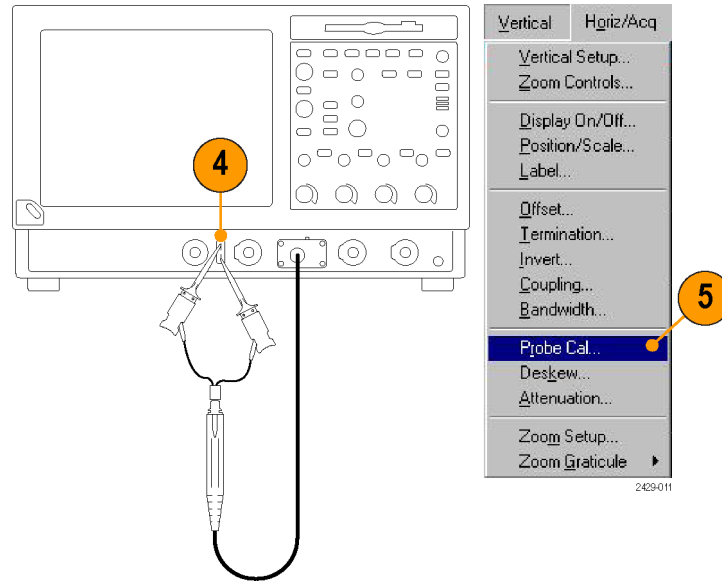 4
Vertical Horiz/Acq
Vertical Setup...
Zoom Controls...
Display On/Off...
Position/Scale...
Label...
Offset...
Termination...
Invert...
Coupling...
Bandwidth...
5
Probe Cal...
Deskew...
Attenuation...
Zoom Setup...
Zoom Graticule
2429-011